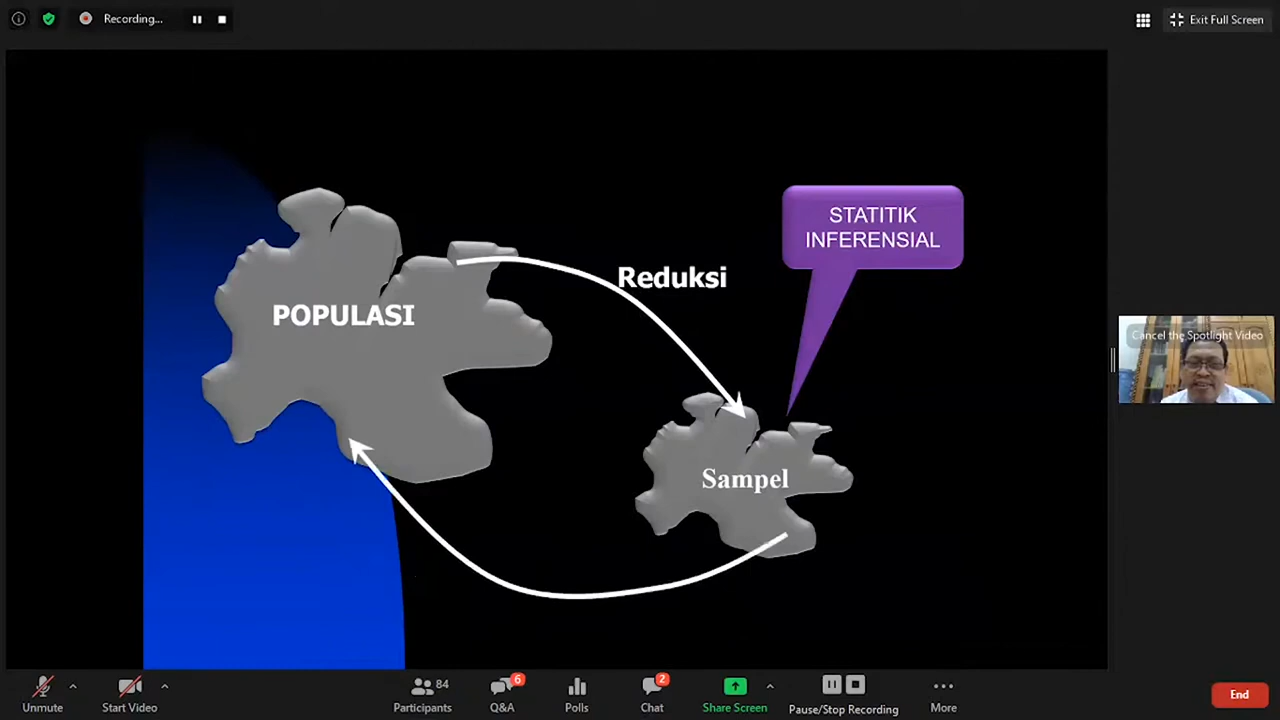 Recording...
Exit Full Screen
STATITIK
INFERENSIAL
Reduksi
POPULASI
Cancel the Spotlight Video
Sampel
84
6
2
Unmute
Start Video
Participants
Q&A
Polls
Chat
Share Screen
Pause/Stop Recording
More
End